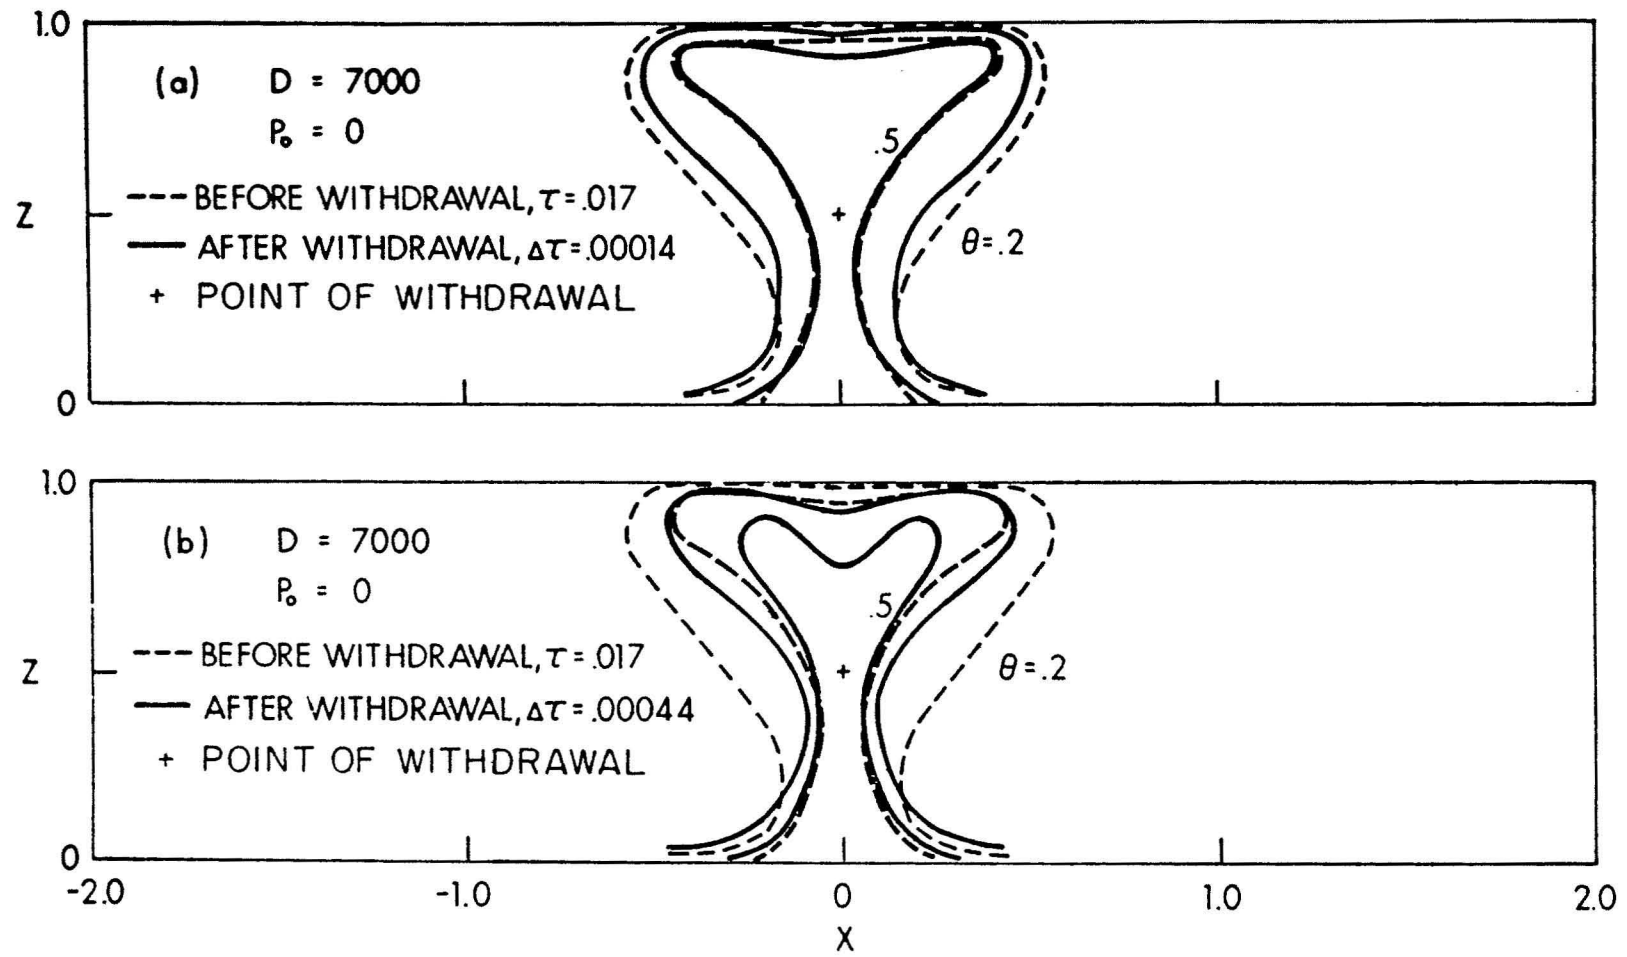 1.0
(a) D = 7000
P₀ = 0
--- BEFORE WITHDRAWAL, τ=.017
Z
— AFTER WITHDRAWAL, Δτ=.00014
+ POINT OF WITHDRAWAL
.5
+
θ=.2
0
1.0
(b) D = 7000
P₀ = 0
--- BEFORE WITHDRAWAL, τ=.017
Z
— AFTER WITHDRAWAL, Δτ=.00044
+ POINT OF WITHDRAWAL
.5
+
θ=.2
0
-2.0 -1.0 0 1.0 2.0
X